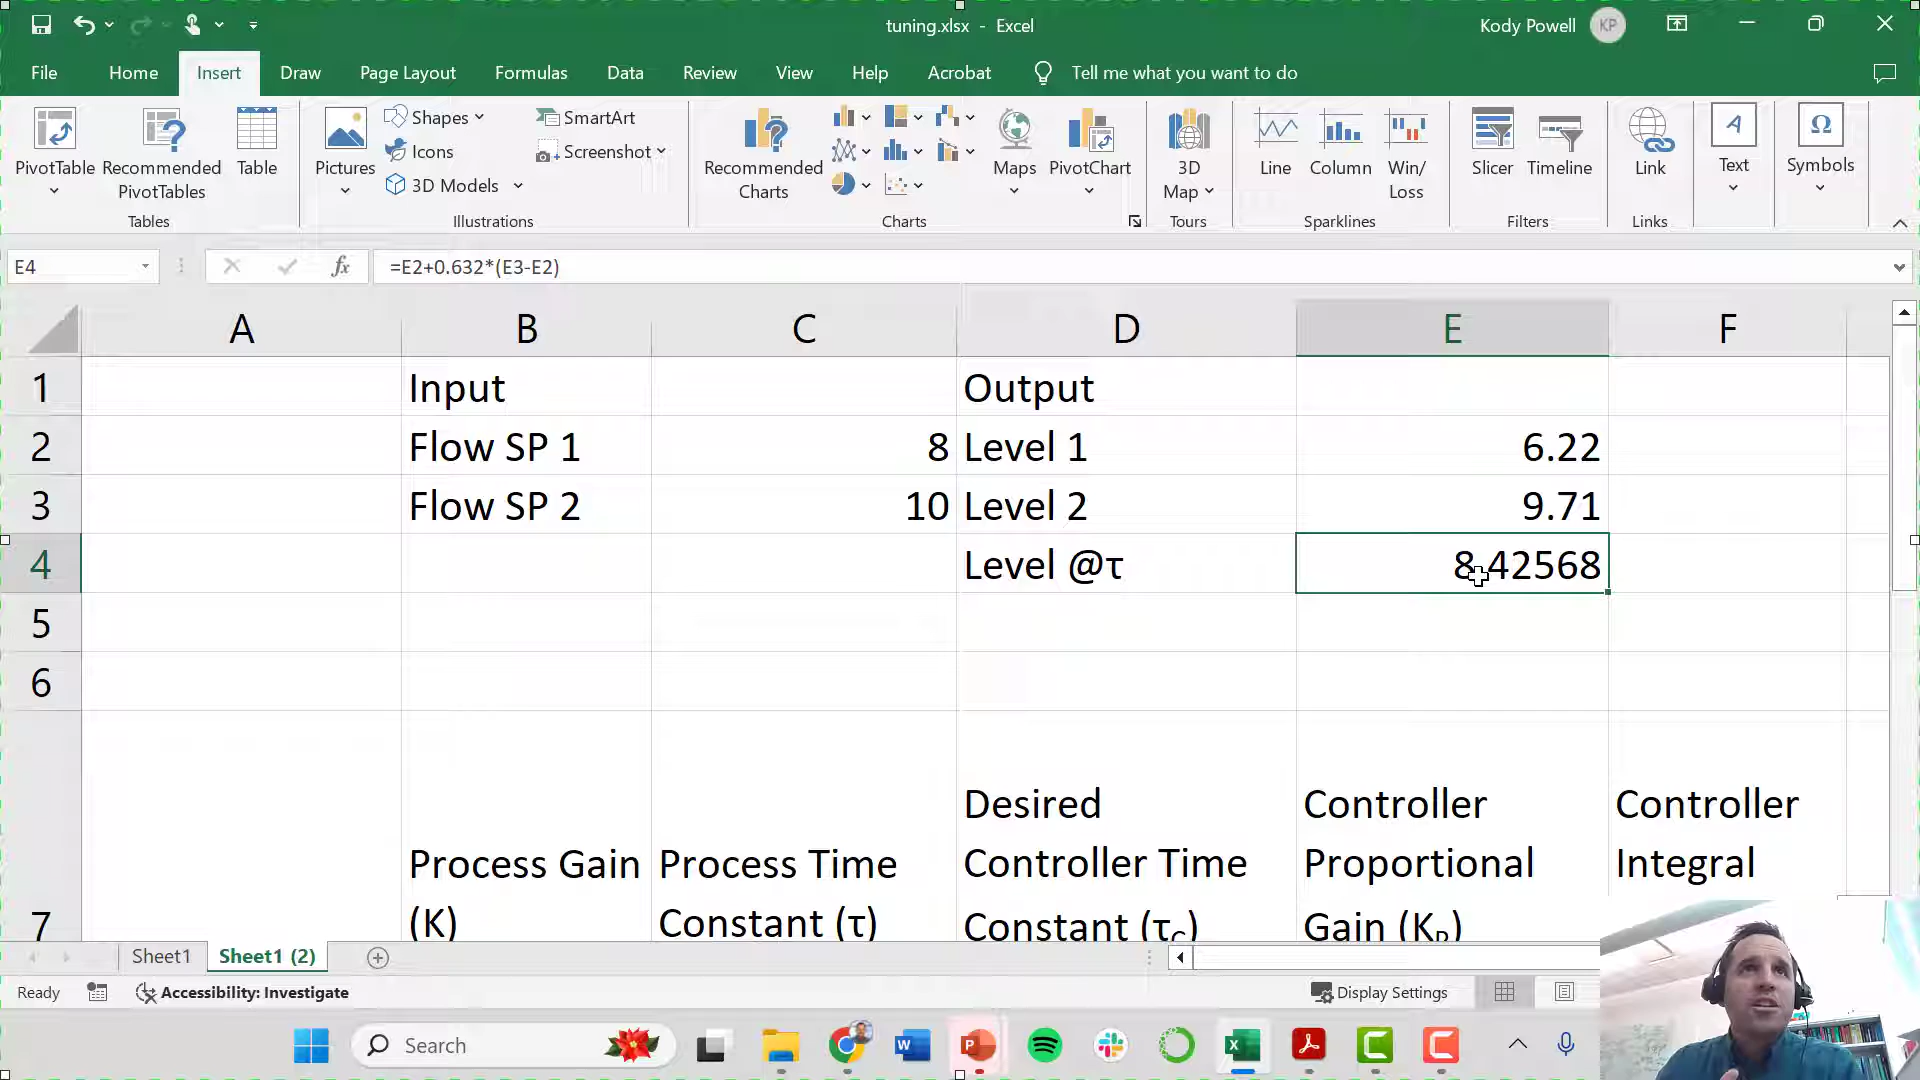 tuning.xlsx - Excel
Kody Powell
KP
File
Home
Insert
Draw
Page Layout
Formulas
Data
Review
View
Help
Acrobat
Tell me what you want to do
PivotTable
Recommended
PivotTables
Table
Tables
Pictures
Shapes
Icons
3D Models
SmartArt
Screenshot
Illustrations
Recommended
Charts
Maps
PivotChart
Charts
3D
Map
Tours
Line
Column
Win/
Loss
Sparklines
Slicer
Timeline
Filters
Link
Links
A
Text
Ω
Symbols
E4
fx
=E2+0.632*(E3-E2)
A B C D E F
1 Input Output
2 Flow SP 1 8 Level 1 6.22
3 Flow SP 2 10 Level 2 9.71
4 Level @τ 8.42568
5
6
7
Process Gain
(K)
Process Time
Constant (τ)
Desired
Controller Time
Constant (τC)
Controller
Proportional
Gain (KP)
Controller
Integral
Sheet1
Sheet1 (2)
Ready
Accessibility: Investigate
Display Settings
Search
W
P
X
C
C